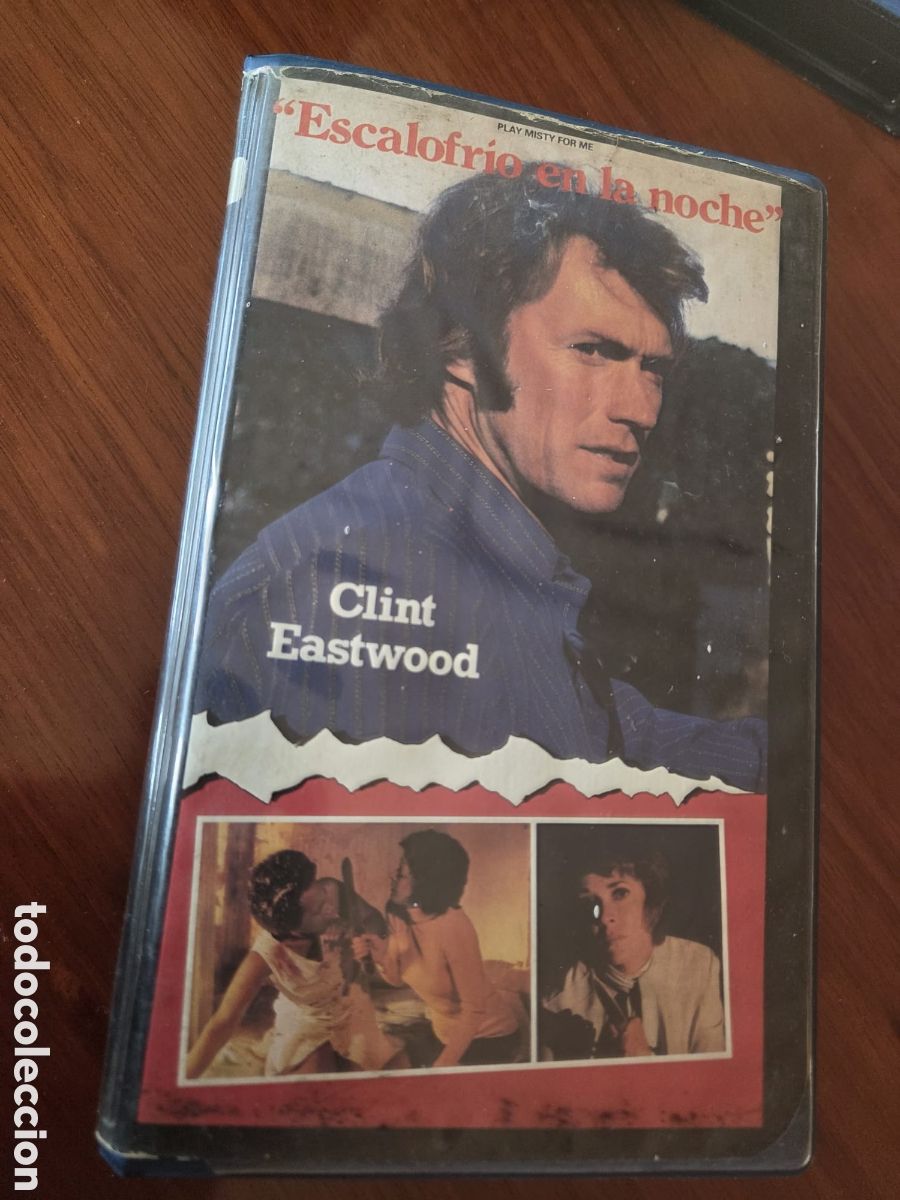 PLAY MISTY FOR ME
"Escalofrío en la noche"
Clint
Eastwood
todocoleccion